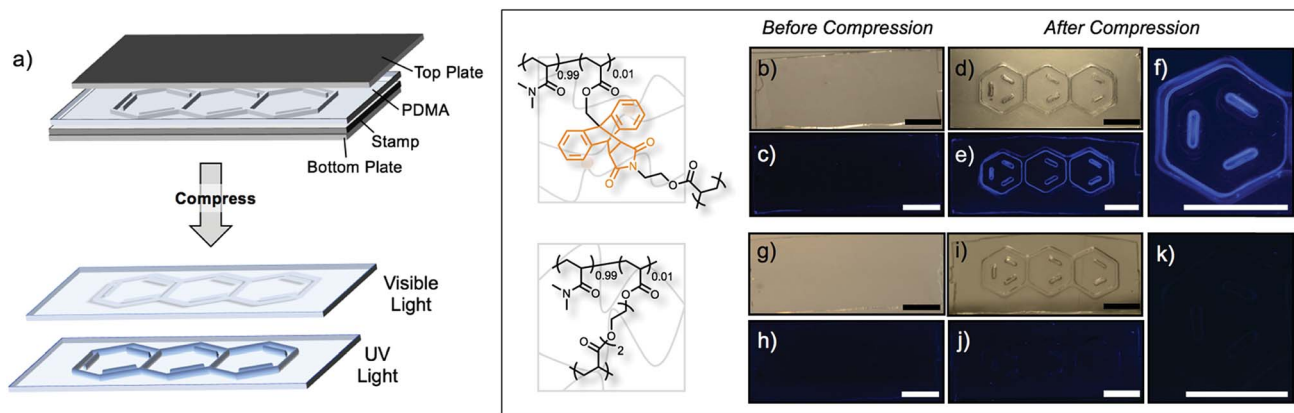 a)
Top Plate
PDMA
Stamp
Bottom Plate
Compress
Visible
Light
UV
Light
Before Compression
After Compression
0.99
0.01
N
O
O
O
O
N
O
O
O
b)
c)
d)
e)
f)
0.99
0.01
N
O
O
O
O
O
2
O
g)
h)
i)
j)
k)